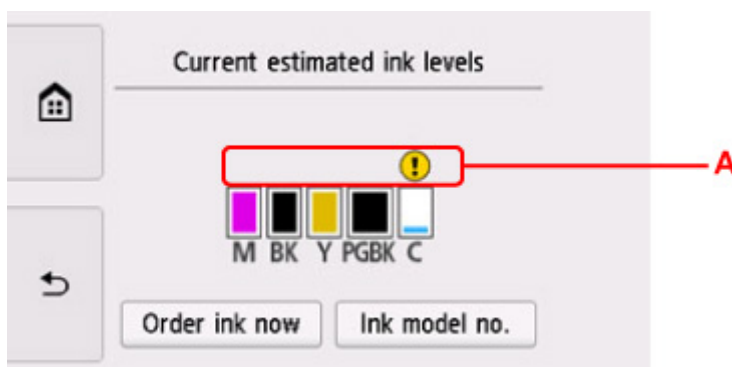 Current estimated ink levels
! A
M BK Y PGBK C
Order ink now Ink model no.